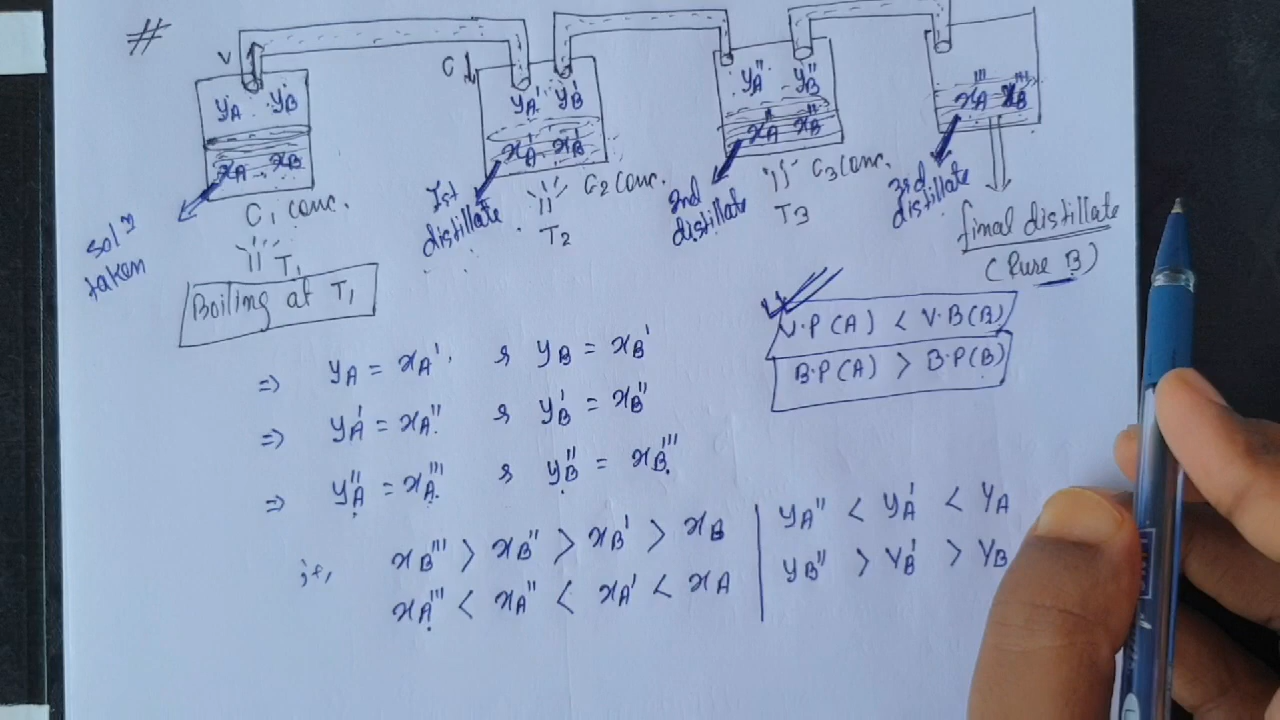 #
V C↓
yA yB yA' yB' yA'' yB''
xA xB xA' xB' xA'' xB'' xA''' xB'''
solⁿ taken
C1 conc.
T1
Ist distillate
C2 conc.
T2
2nd distillate
C3 conc.
T3
3rd distillate
final distillate
(Pure B)
Boiling at T1
V.P(A) < V.B(B)
B.P(A) > B.P(B)
⇒ yA = xA' & yB = xB'
⇒ yA' = xA'' & yB' = xB''
⇒ yA'' = xA''' & yB'' = xB'''
i.e, xB''' > xB'' > xB' > xB
xA''' < xA'' < xA' < xA
yA'' < yA' < yA
yB'' > yB' > yB